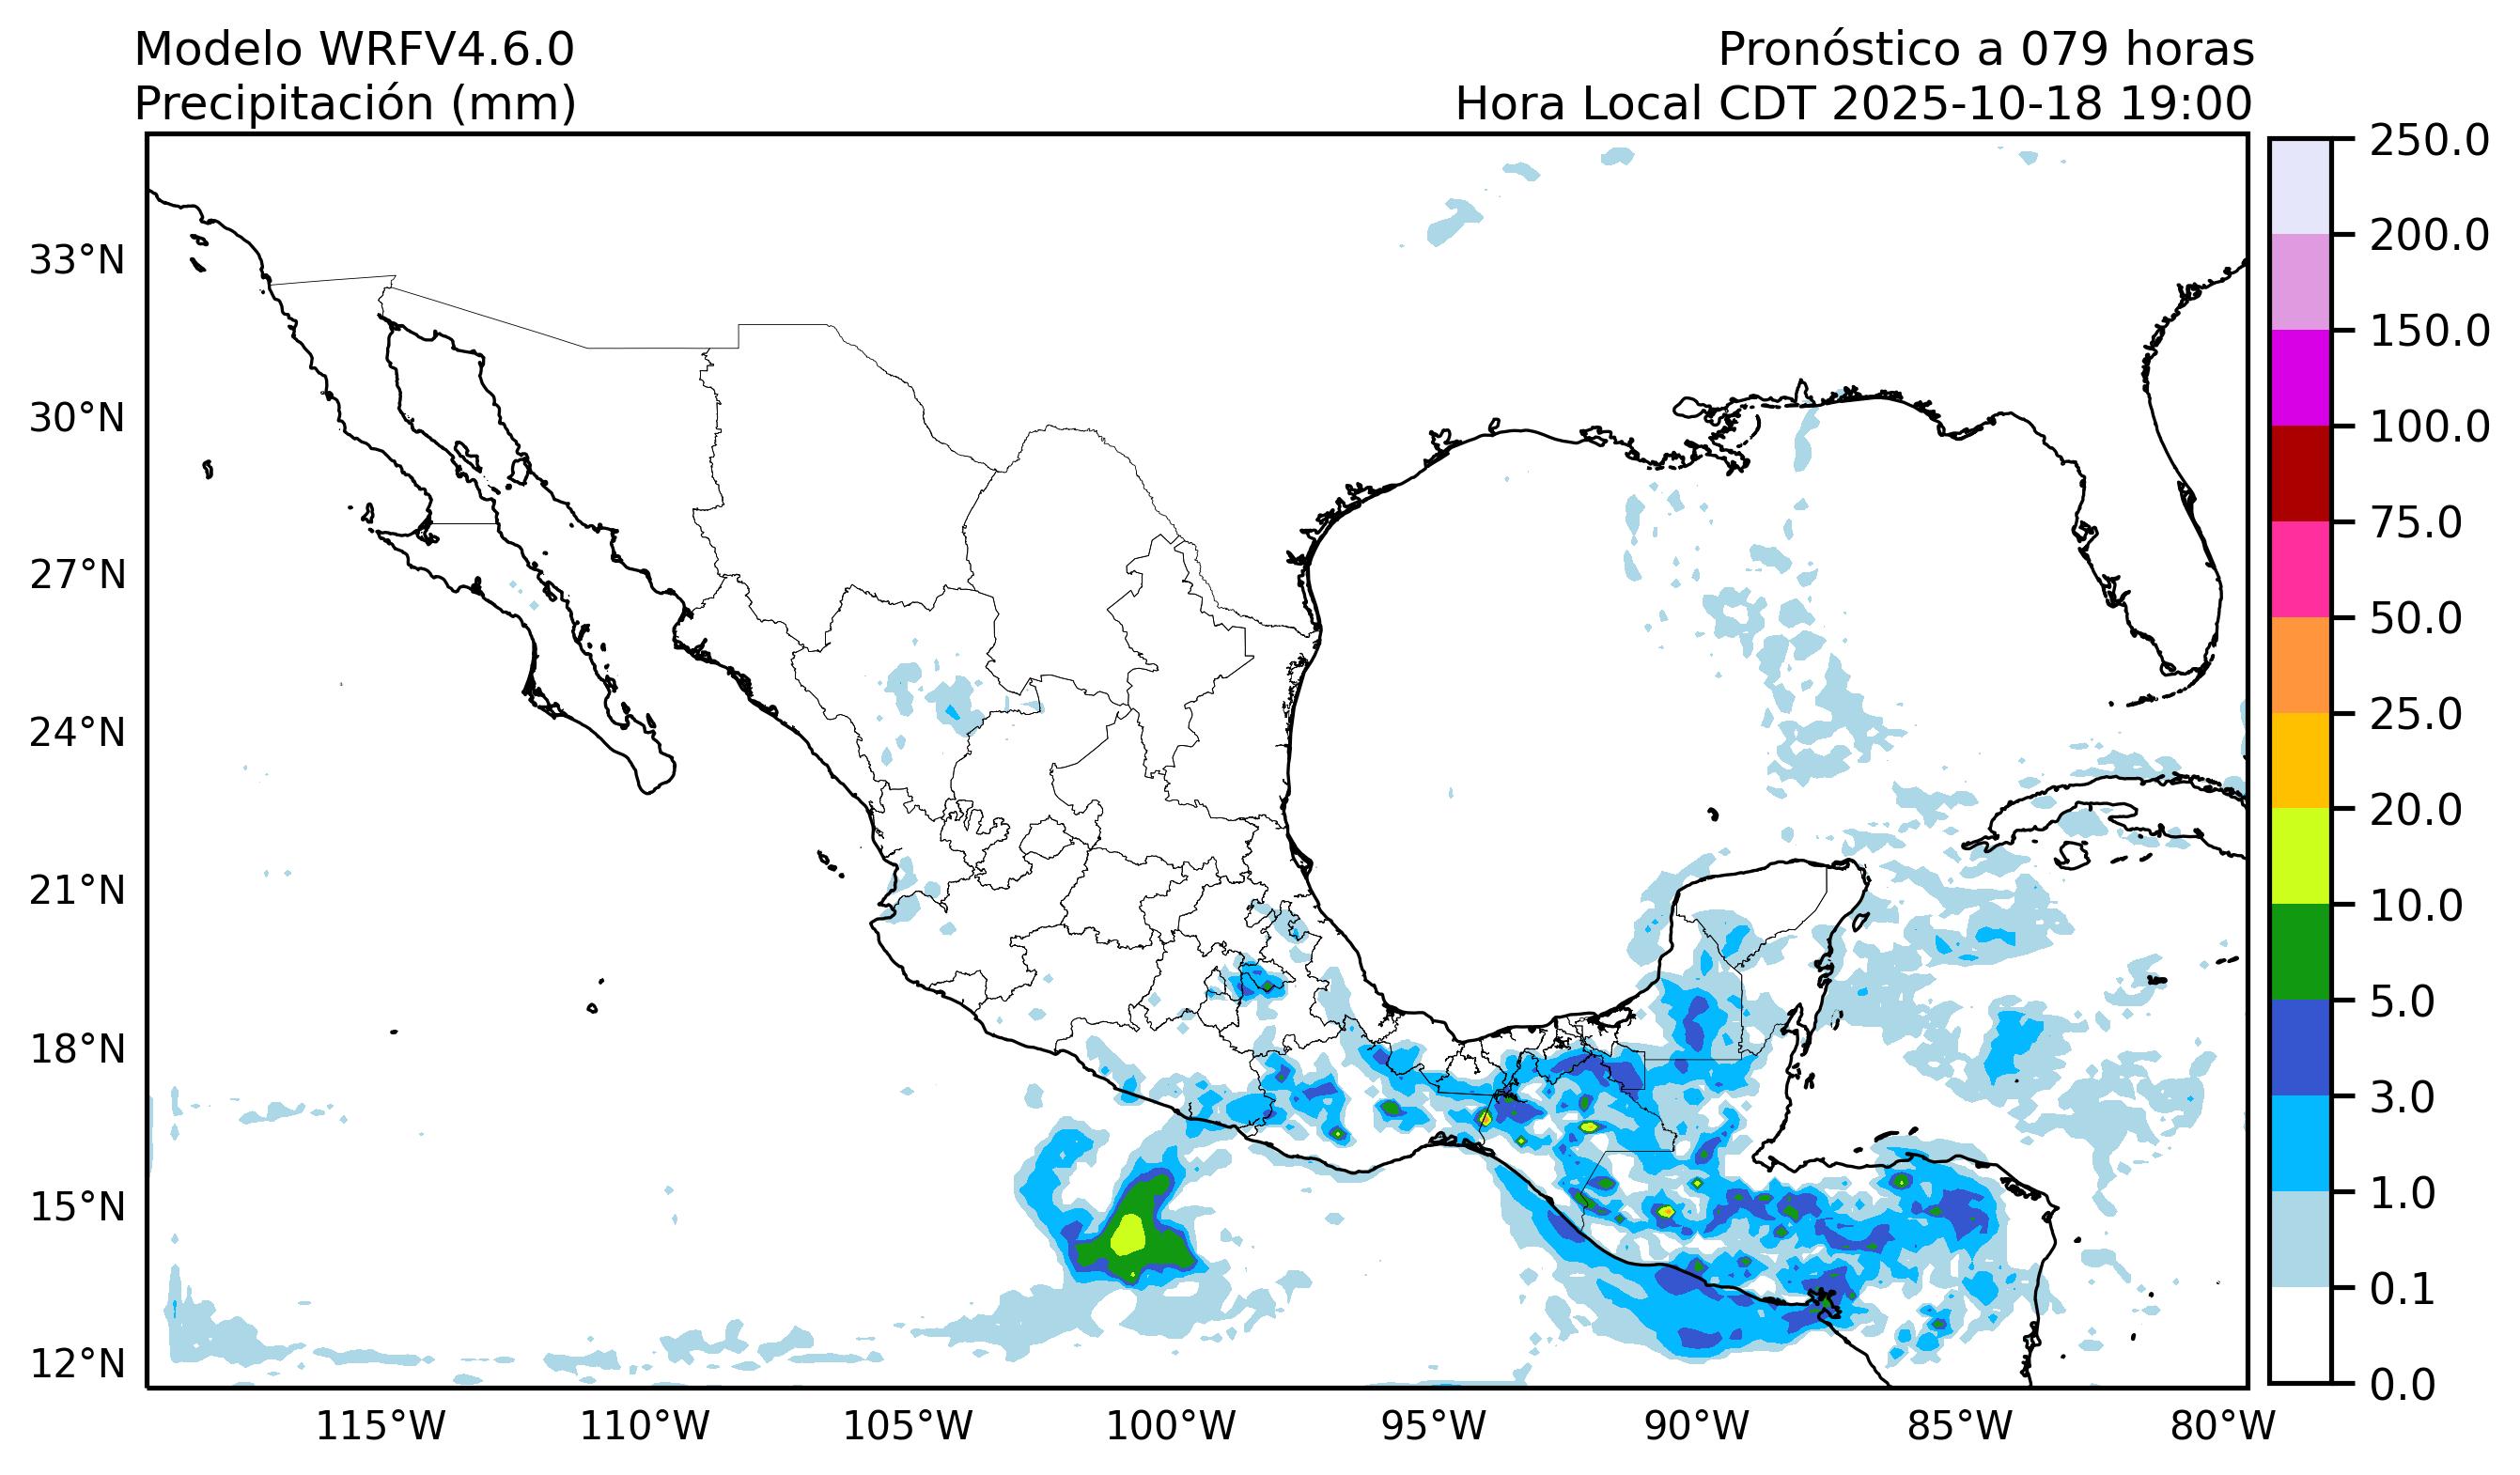 Modelo WRFV4.6.0
Precipitación (mm)
Pronóstico a 079 horas
Hora Local CDT 2025-10-18 19:00
33°N
30°N
27°N
24°N
21°N
18°N
15°N
12°N
115°W
110°W
105°W
100°W
95°W
90°W
85°W
80°W
250.0
200.0
150.0
100.0
75.0
50.0
25.0
20.0
10.0
5.0
3.0
1.0
0.1
0.0